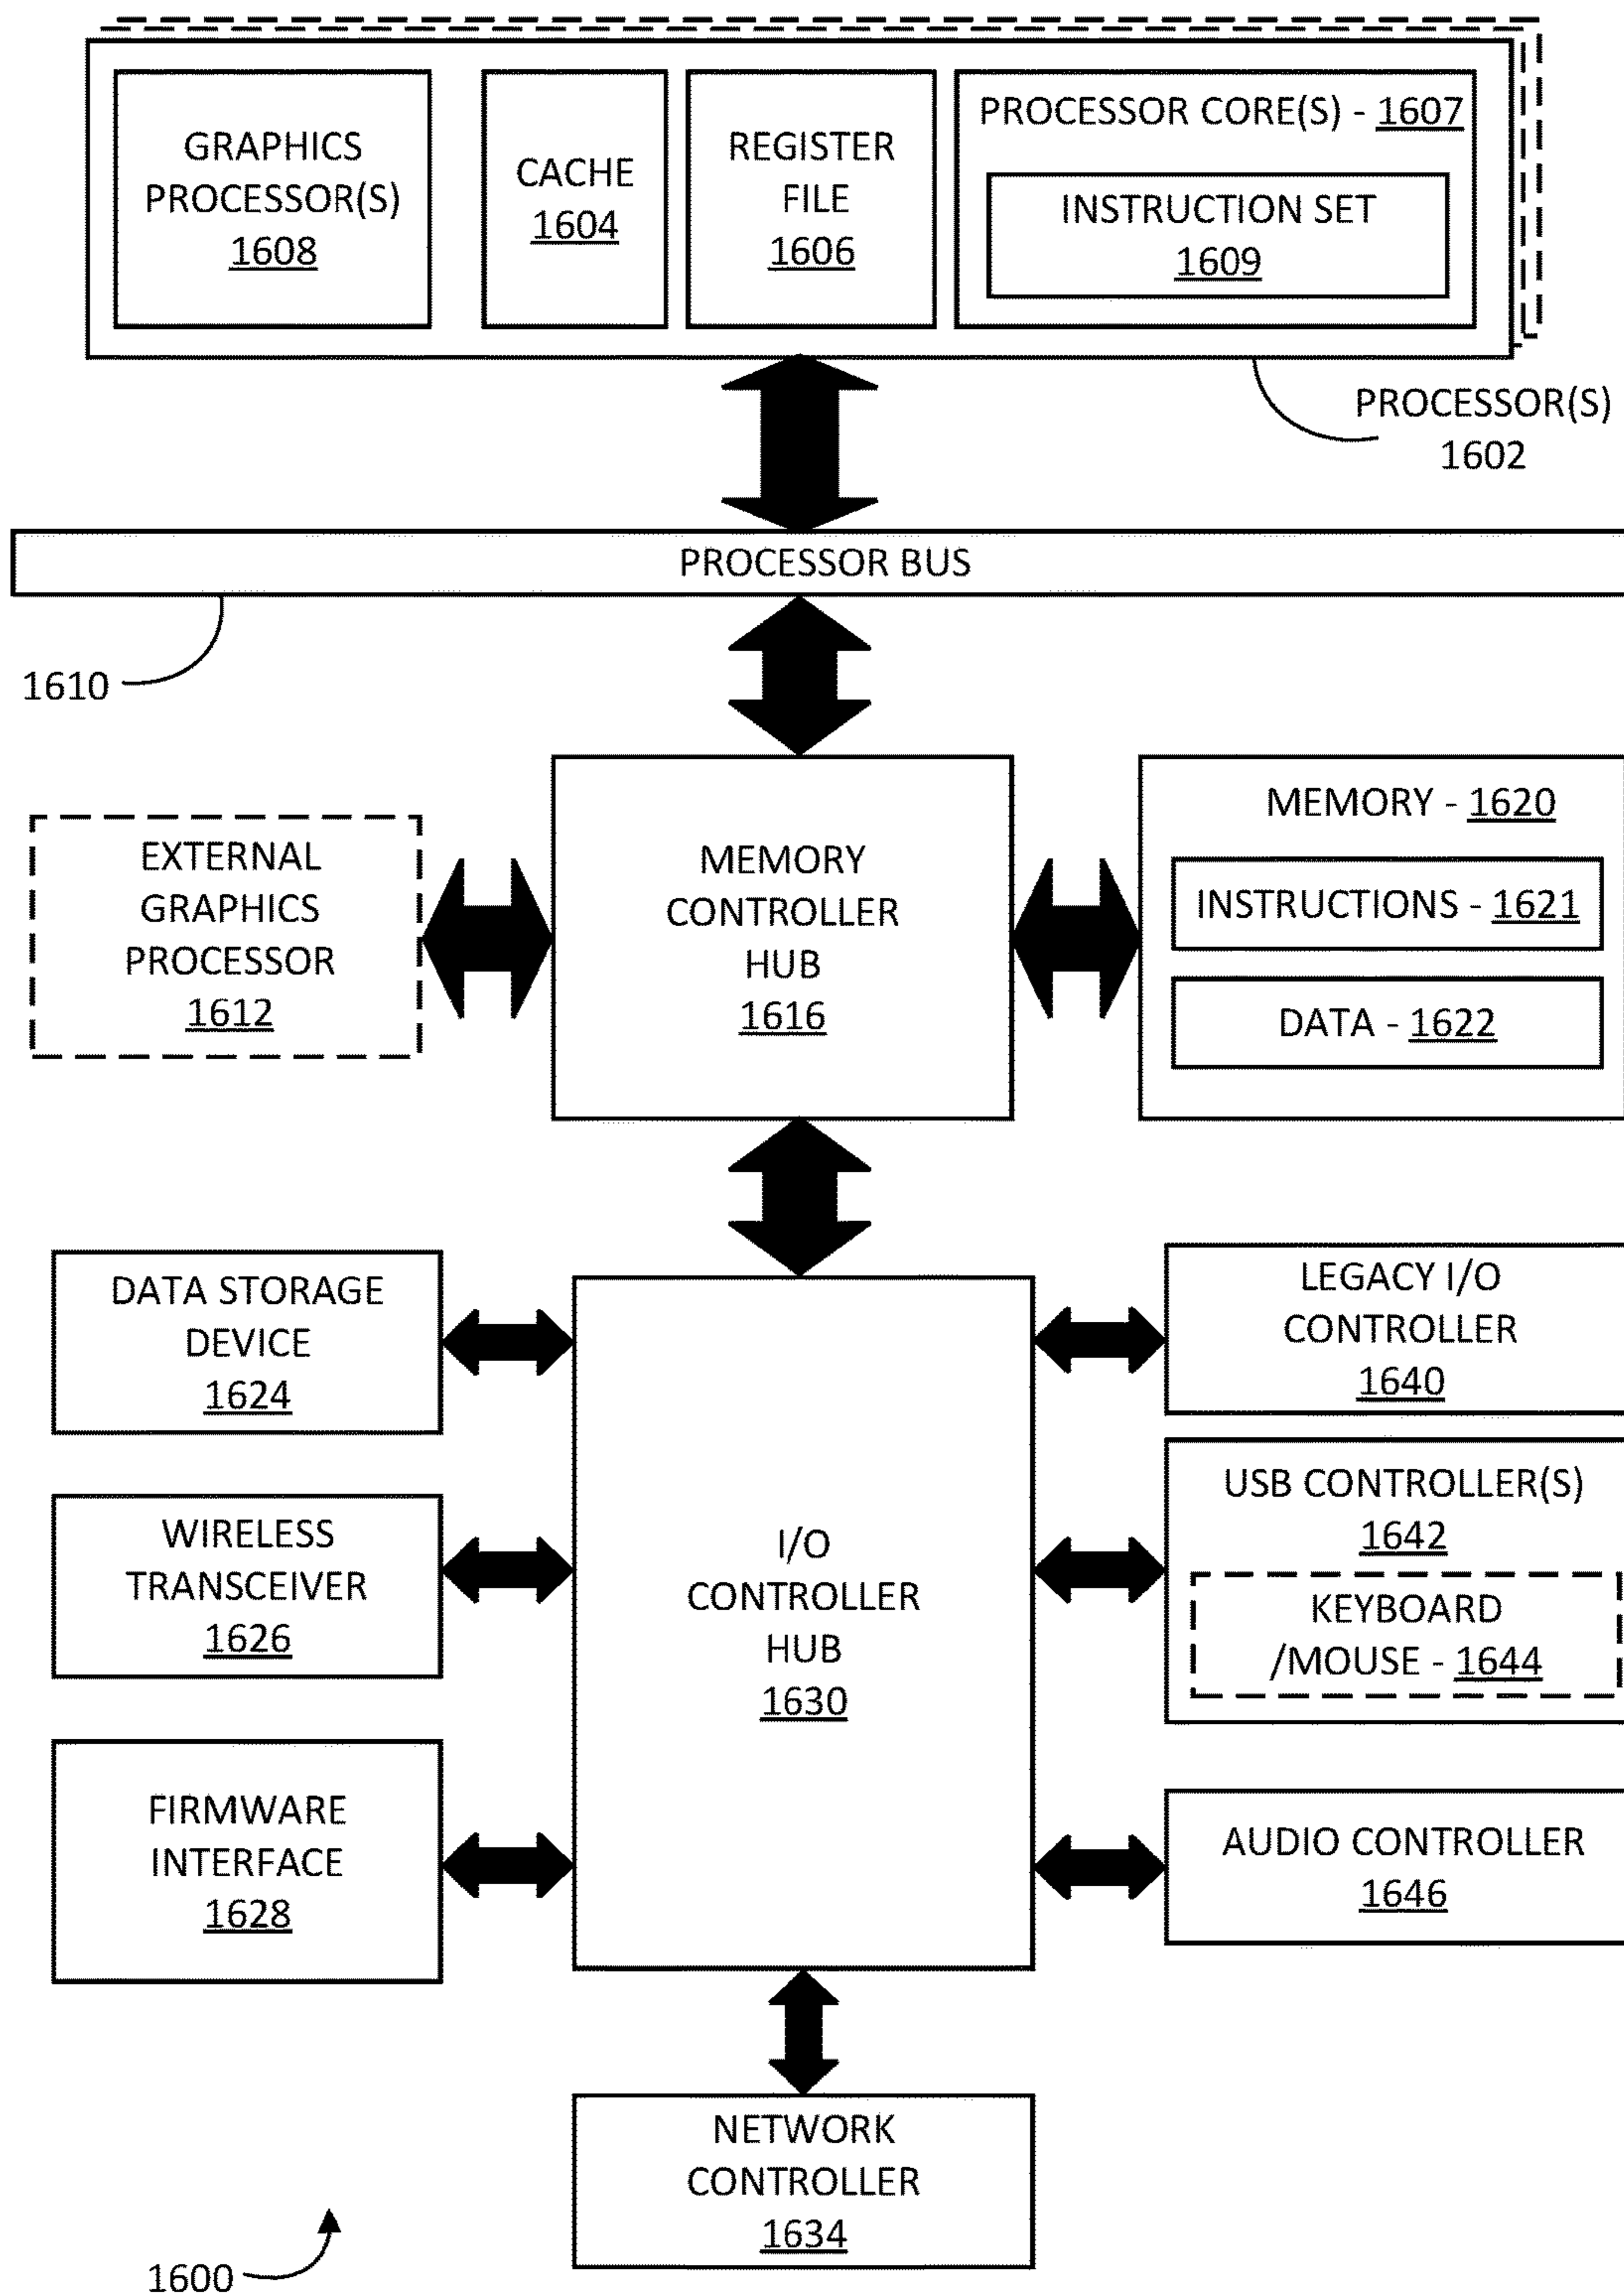 GRAPHICS
PROCESSOR(S)
1608
CACHE
1604
REGISTER
FILE
1606
PROCESSOR CORE(S) - 1607
INSTRUCTION SET
1609
PROCESSOR(S)
1602
PROCESSOR BUS
1610
EXTERNAL
GRAPHICS
PROCESSOR
1612
MEMORY
CONTROLLER
HUB
1616
MEMORY - 1620
INSTRUCTIONS - 1621
DATA - 1622
DATA STORAGE
DEVICE
1624
WIRELESS
TRANSCEIVER
1626
FIRMWARE
INTERFACE
1628
I/O
CONTROLLER
HUB
1630
LEGACY I/O
CONTROLLER
1640
USB CONTROLLER(S)
1642
KEYBOARD
/MOUSE - 1644
AUDIO CONTROLLER
1646
NETWORK
CONTROLLER
1634
1600